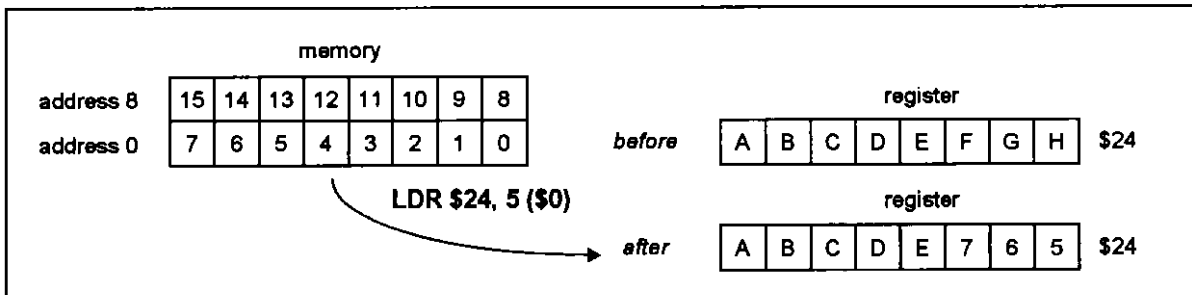 memory
address 8 15 14 13 12 11 10 9 8
address 0 7 6 5 4 3 2 1 0
LDR $24, 5 ($0)
register
before A B C D E F G H $24
register
after A B C D E 7 6 5 $24